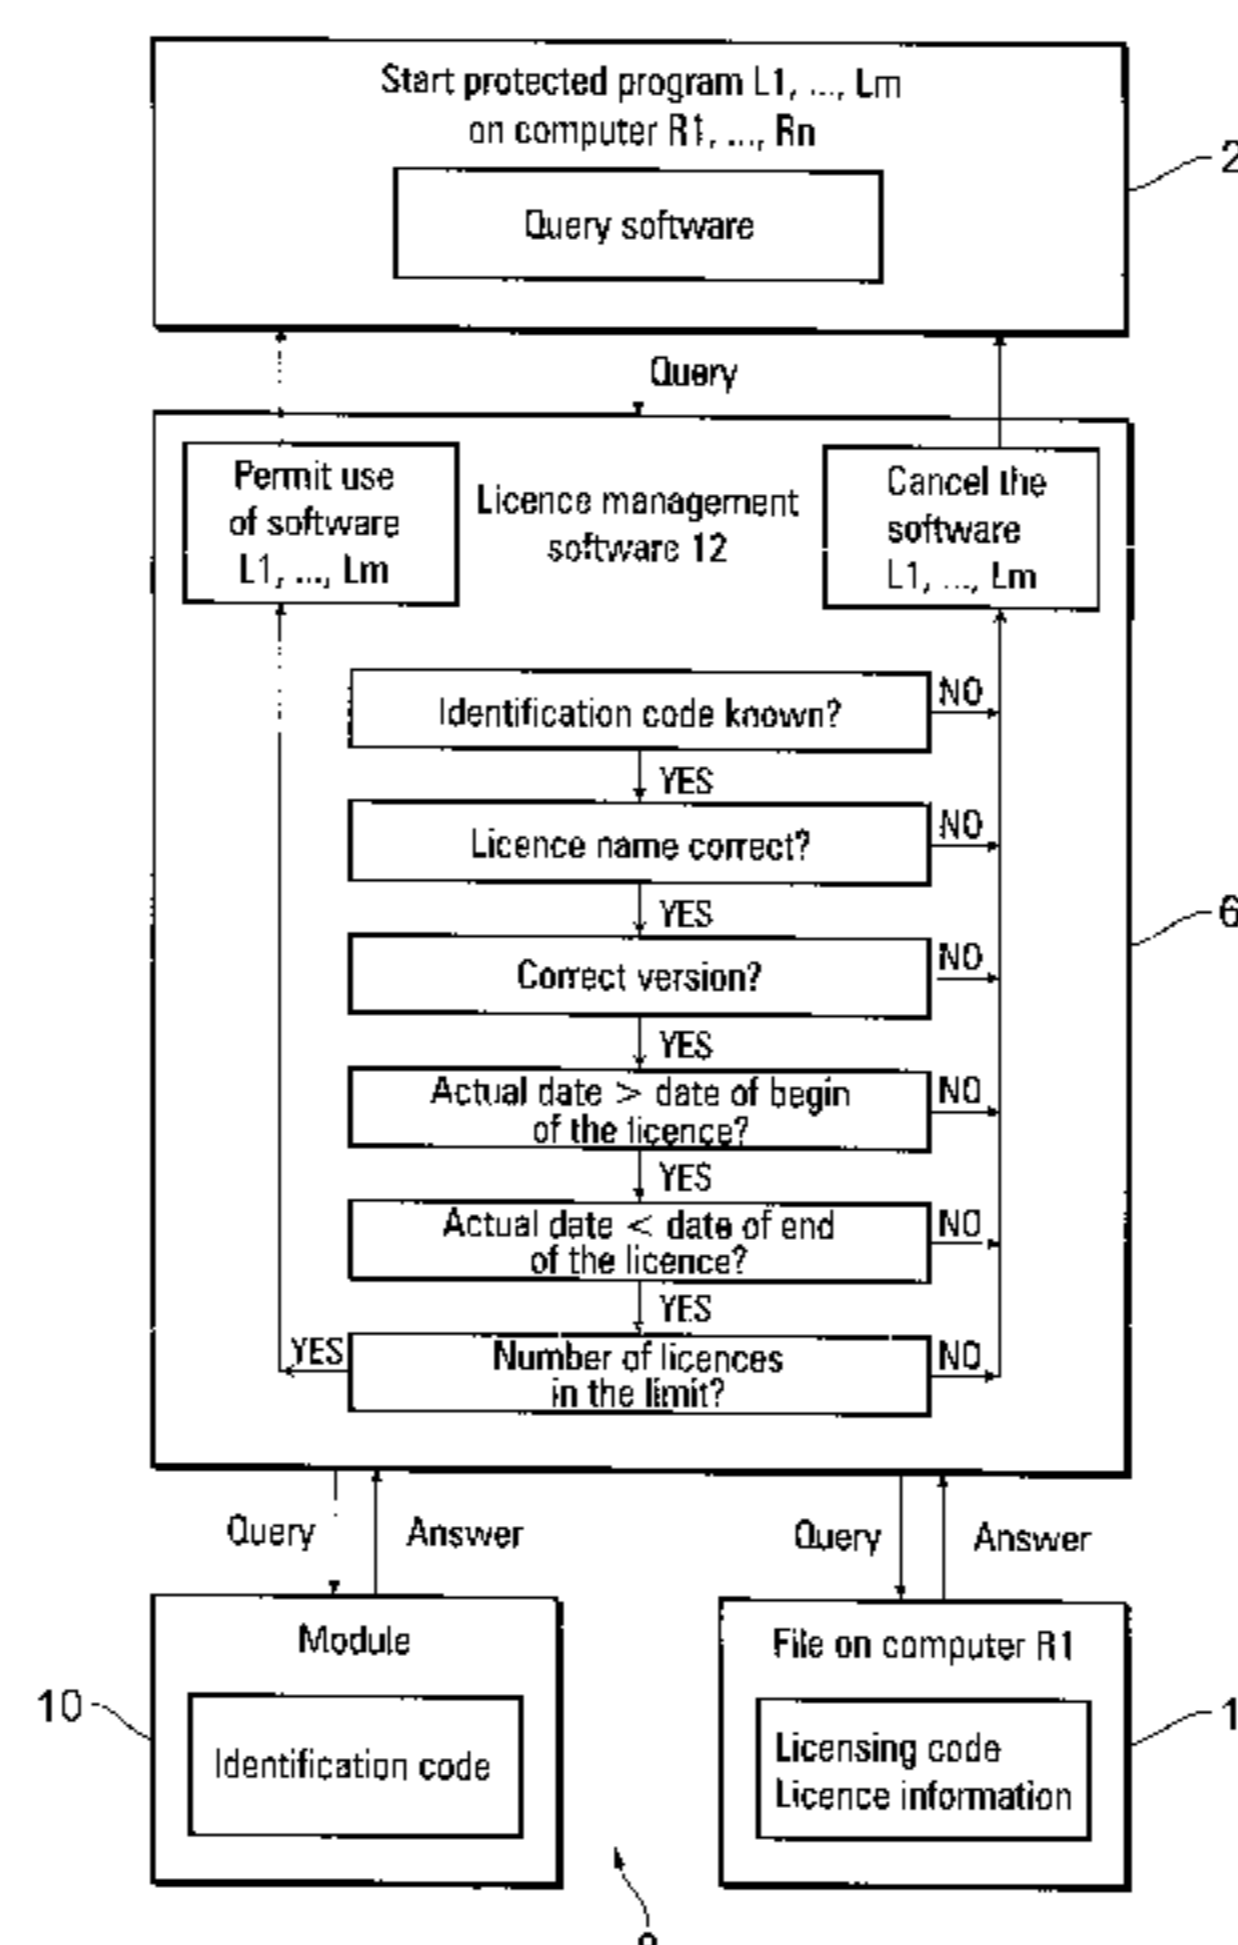 Start protected program L1, ..., Lm
on computer R1, ..., Rn
2
Query software
Query
Permit use
of software
L1, ..., Lm
Licence management
software 12
Cancel the
software
L1, ..., Lm
Identification code known?
NO
YES
Licence name correct?
NO
YES
6
Correct version?
NO
YES
Actual date > date of begin
of the licence?
NO
YES
Actual date < date of end
of the licence?
NO
YES
YES
Number of licences
in the limit?
NO
Query
Answer
Query
Answer
Module
File on computer R1
10
1
Identification code
Licensing code
Licence information